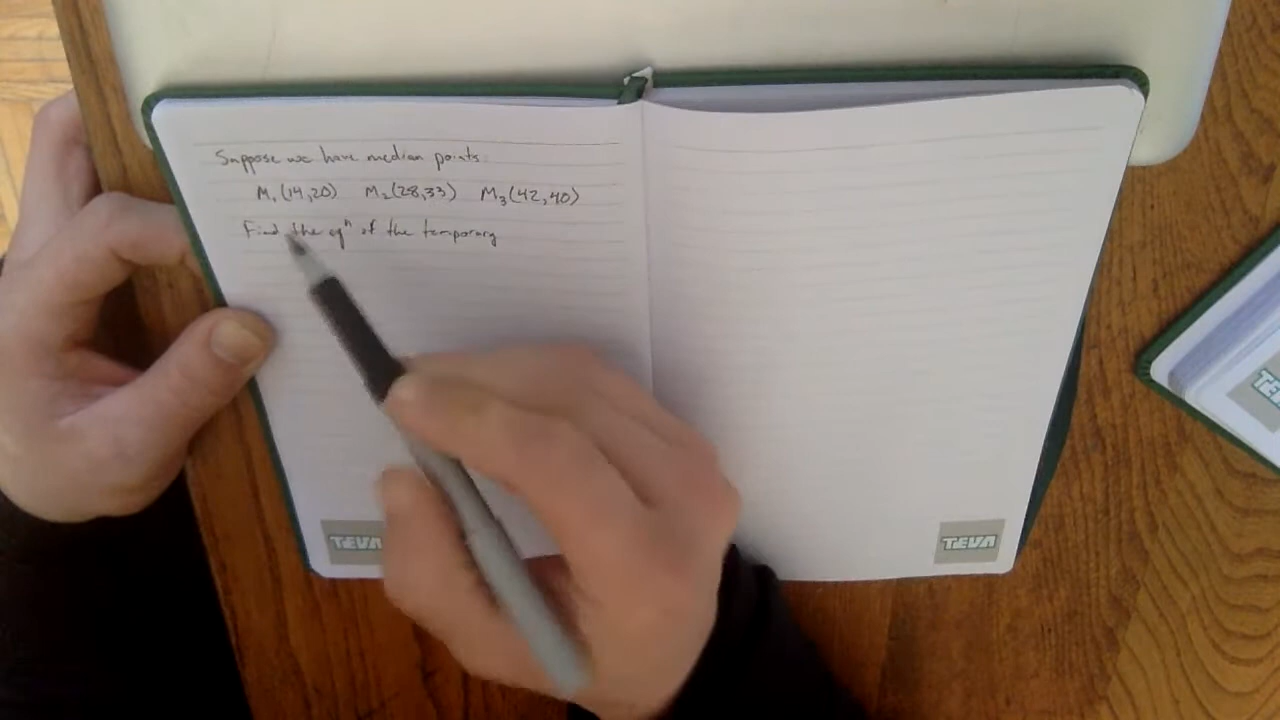 Suppose we have median points.
M₁(14,20) M₂(28,33) M₃(42,40)
Find the eqⁿ of the temporary
TEVA
TEVA
TEV